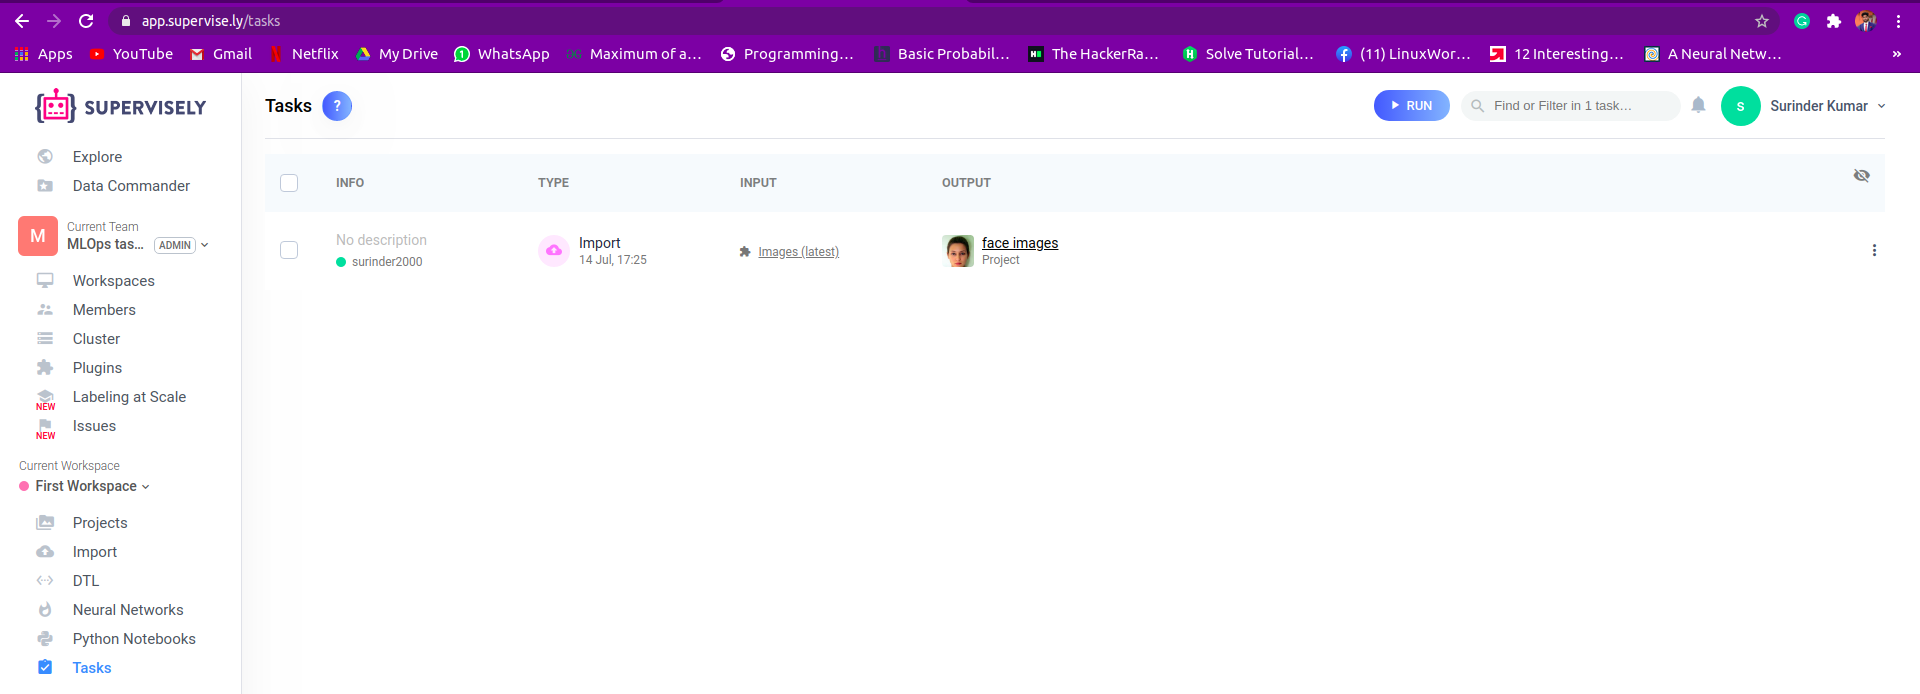 app.supervise.ly/tasks
Apps YouTube Gmail Netflix My Drive WhatsApp Maximum of a... Programming... Basic Probabil... The HackerRa... Solve Tutorial... (11) LinuxWor... 12 Interesting... A Neural Netw... »
SUPERVISELY
Tasks ? RUN Find or Filter in 1 task... S Surinder Kumar
Explore
Data Commander
Current Team
M MLOps tas... ADMIN
Workspaces
Members
Cluster
Plugins
Labeling at Scale
NEW
Issues
NEW
Current Workspace
First Workspace
Projects
Import
DTL
Neural Networks
Python Notebooks
Tasks
INFO TYPE INPUT OUTPUT
No description
surinder2000
Import
14 Jul, 17:25
Images (latest)
face images
Project